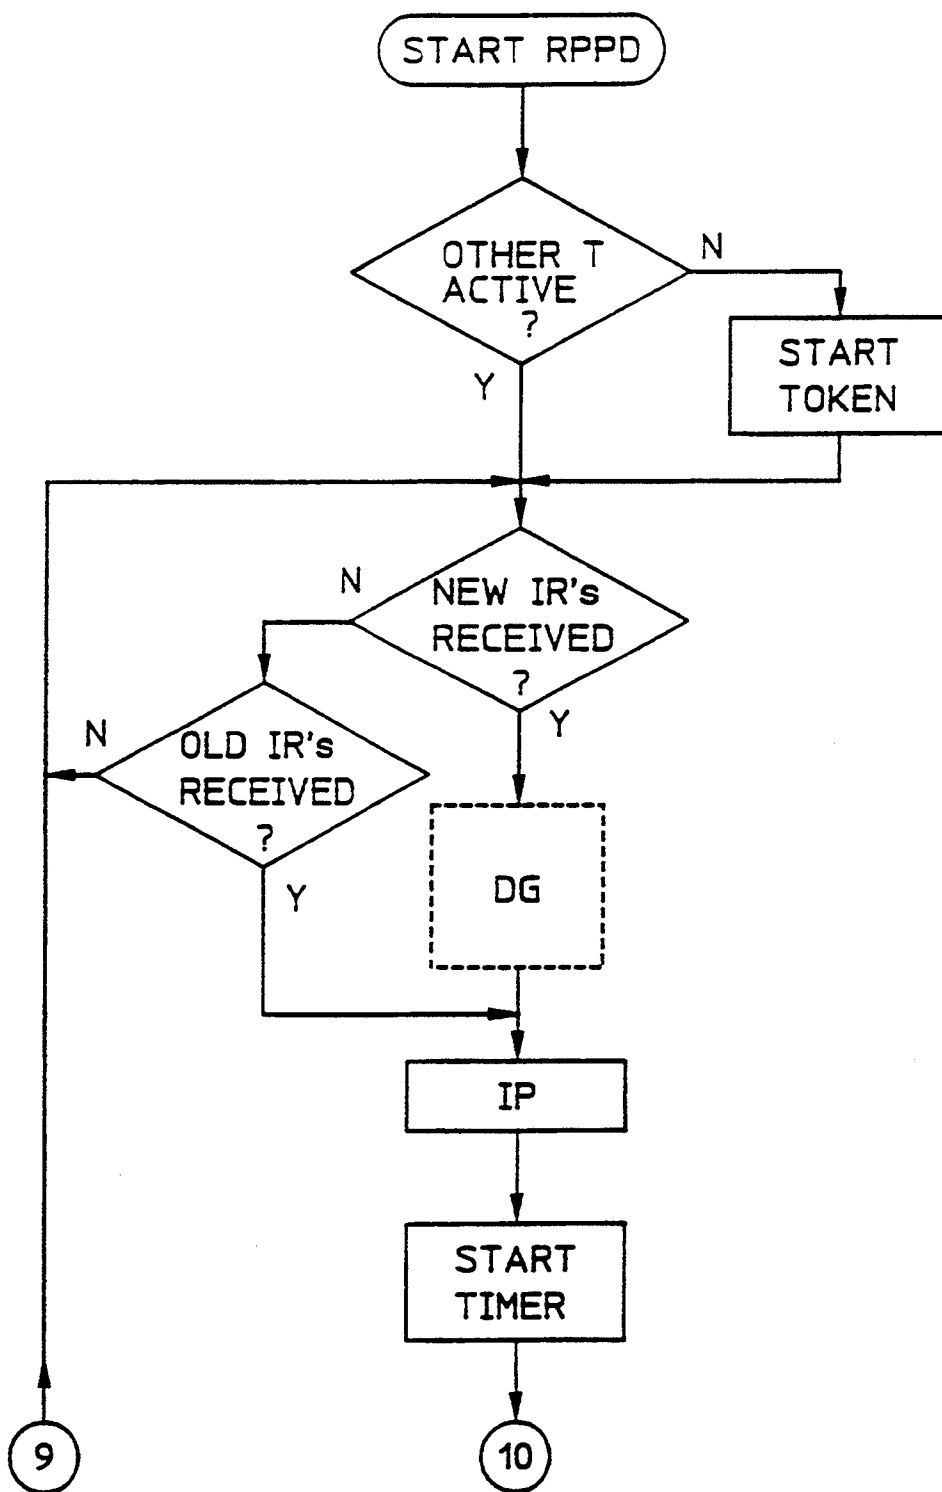 START RPPD
OTHER T
ACTIVE
?
N
START
TOKEN
Y
NEW IR's
RECEIVED
?
N
Y
OLD IR's
RECEIVED
?
N
Y
DG
IP
START
TIMER
9
10